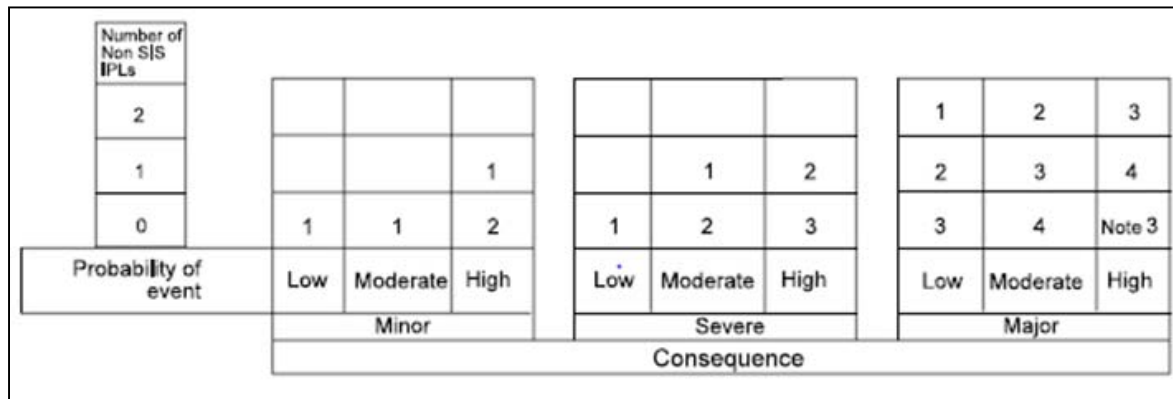 Number of
Non SIS
IPLs
2 1 2 3
1 1 1 2 2 3 4
0 1 1 2 1 2 3 3 4 Note 3
Probability of
event
Low Moderate High Low Moderate High Low Moderate High
Minor Severe Major
Consequence